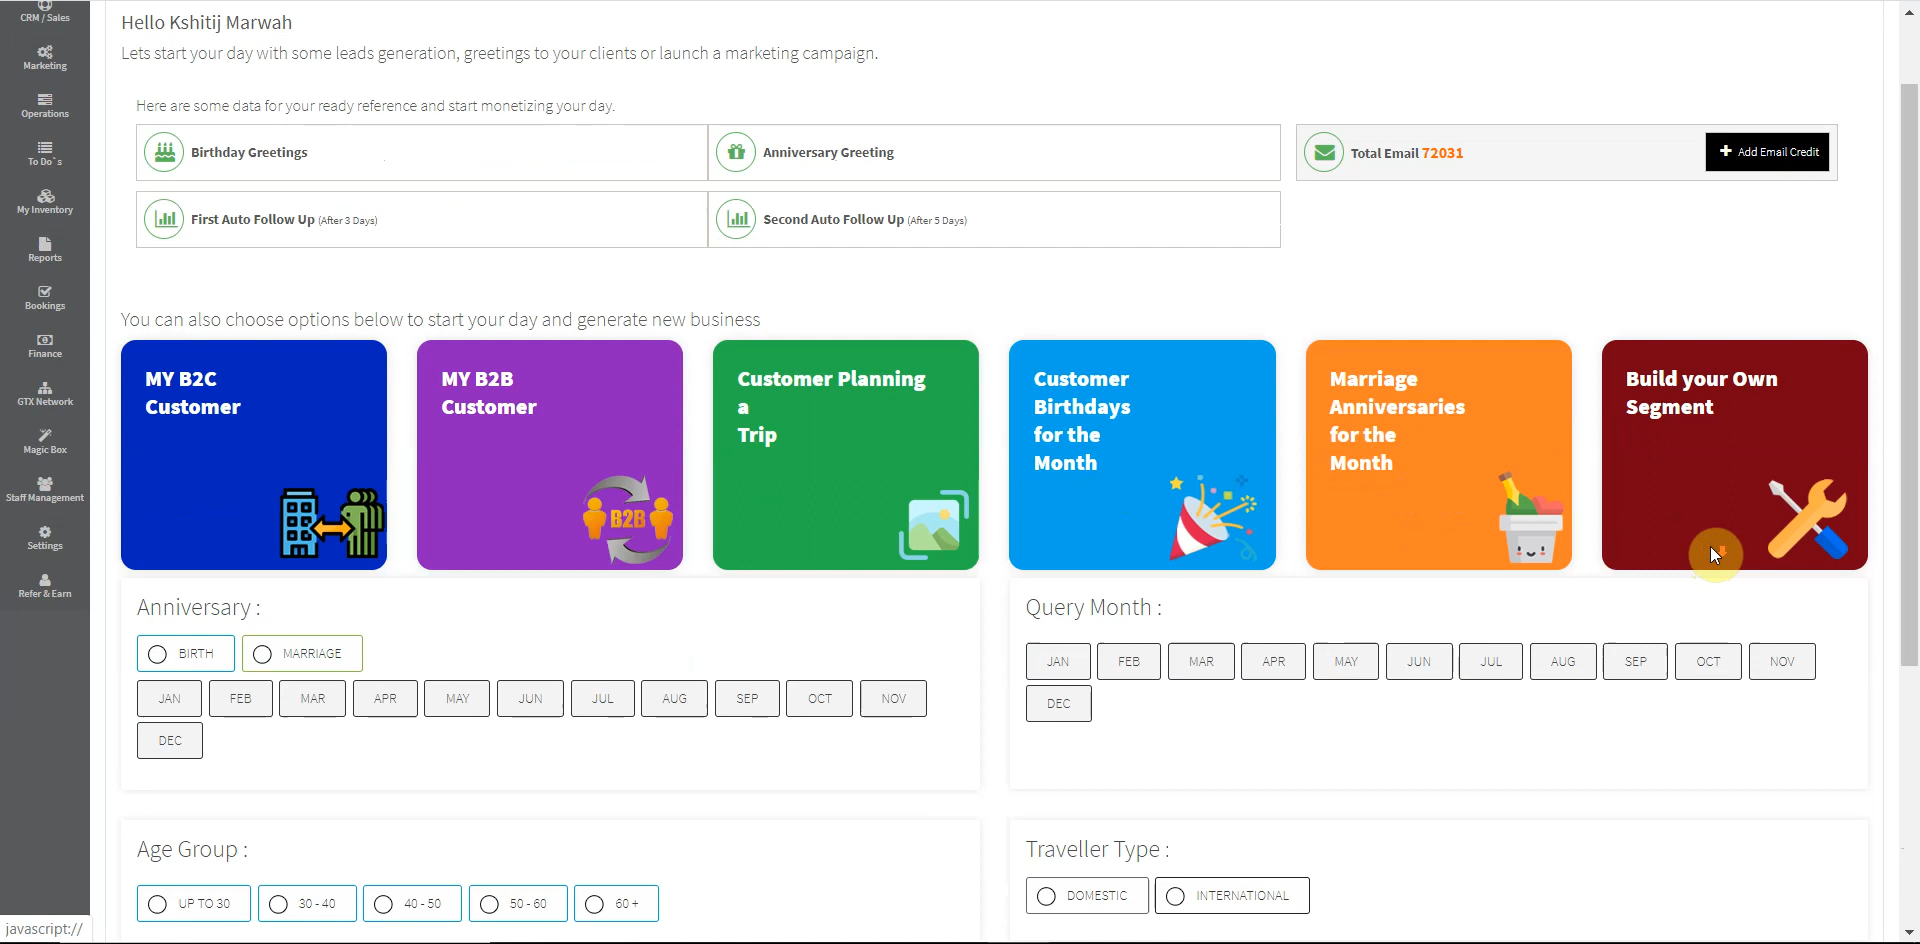 CRM / Sales
Marketing
Operations
To Do`s
My Inventory
Reports
Bookings
Finance
GTX Network
Magic Box
Staff Management
Settings
Refer & Earn
javascript://
Hello Kshitij Marwah
Lets start your day with some leads generation, greetings to your clients or launch a marketing campaign.
Here are some data for your ready reference and start monetizing your day.
Birthday Greetings
Anniversary Greeting
Total Email 72031
+ Add Email Credit
First Auto Follow Up (After 3 Days)
Second Auto Follow Up (After 5 Days)
You can also choose options below to start your day and generate new business
MY B2C
Customer
MY B2B
Customer
B2B
Customer Planning
a
Trip
Customer
Birthdays
for the
Month
Marriage
Anniversaries
for the
Month
Build your Own
Segment
Anniversary :
BIRTH MARRIAGE
JAN FEB MAR APR MAY JUN JUL AUG SEP OCT NOV
DEC
Query Month :
JAN FEB MAR APR MAY JUN JUL AUG SEP OCT NOV
DEC
Age Group :
UP TO 30 30 - 40 40 - 50 50 - 60 60 +
Traveller Type :
DOMESTIC INTERNATIONAL